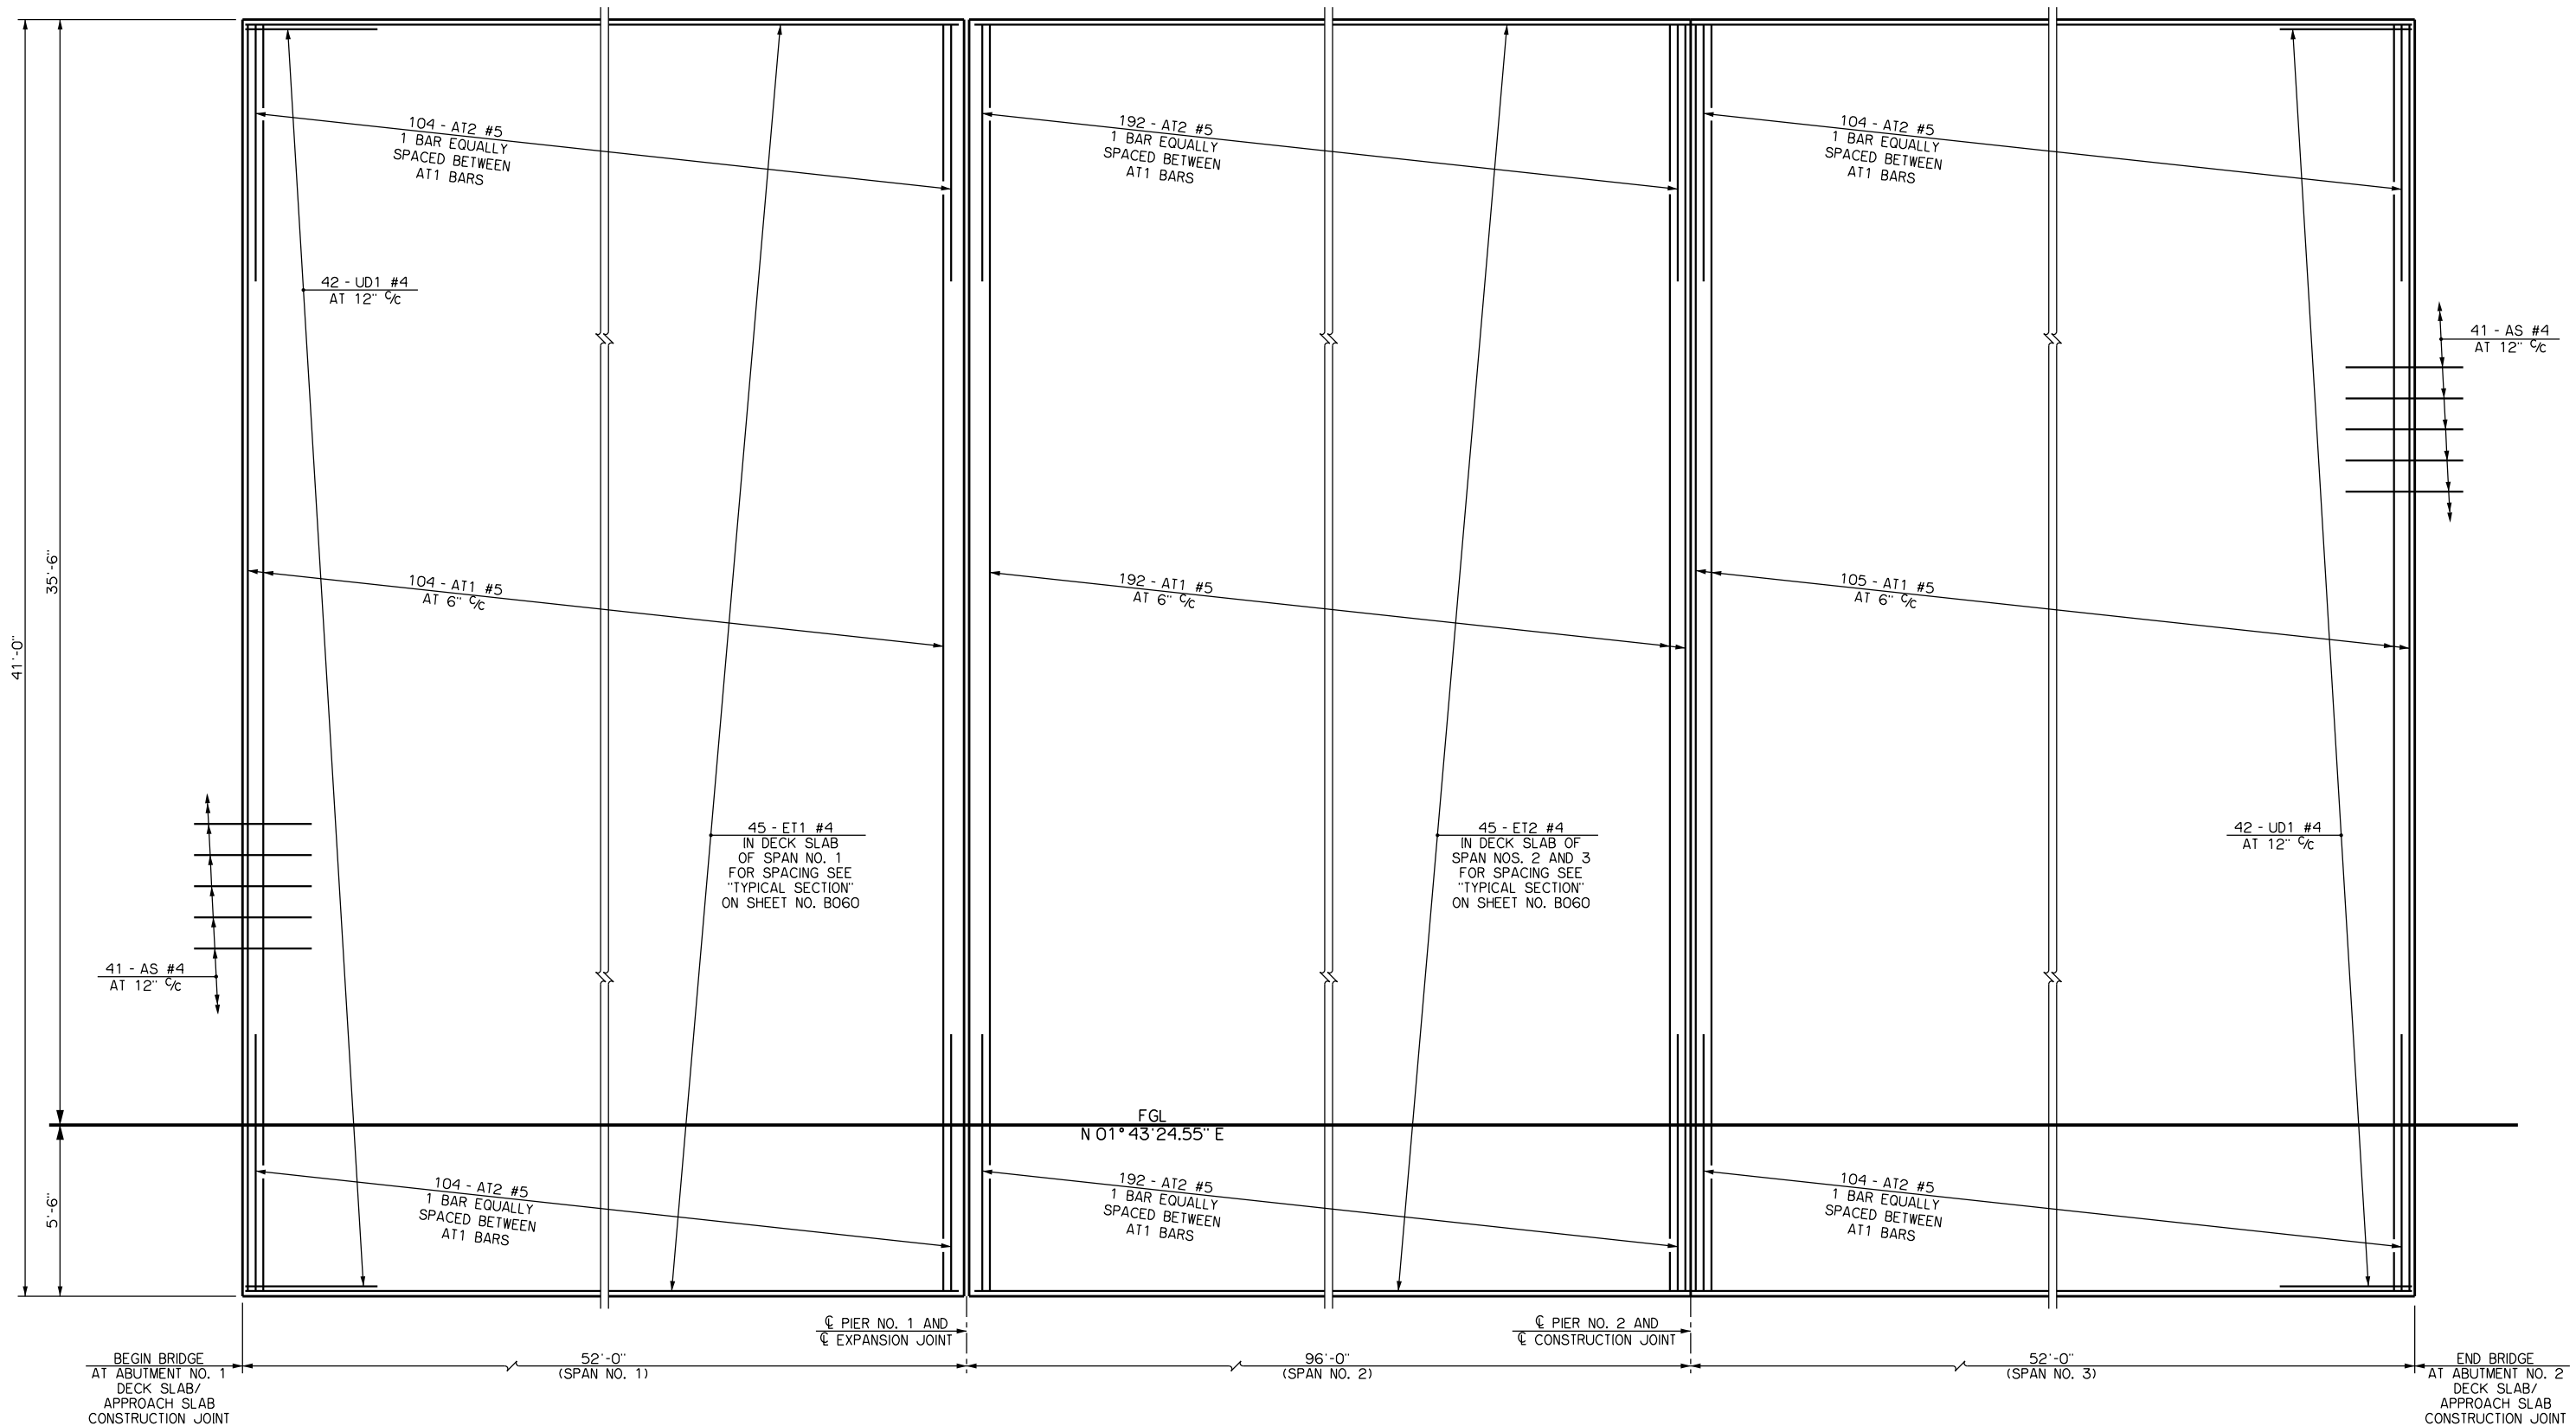 104 - AT2 #5
1 BAR EQUALLY
SPACED BETWEEN
AT1 BARS
192 - AT2 #5
1 BAR EQUALLY
SPACED BETWEEN
AT1 BARS
104 - AT2 #5
1 BAR EQUALLY
SPACED BETWEEN
AT1 BARS
42 - UD1 #4
AT 12" C/C
41 - AS #4
AT 12" C/C
35'-6"
41'-0"
104 - AT1 #5
AT 6" C/C
192 - AT1 #5
AT 6" C/C
105 - AT1 #5
AT 6" C/C
45 - ET1 #4
IN DECK SLAB
OF SPAN NO. 1
FOR SPACING SEE
"TYPICAL SECTION"
ON SHEET NO. B060
45 - ET2 #4
IN DECK SLAB OF
SPAN NOS. 2 AND 3
FOR SPACING SEE
"TYPICAL SECTION"
ON SHEET NO. B060
42 - UD1 #4
AT 12" C/C
41 - AS #4
AT 12" C/C
FGL
N 01°43'24.55" E
5'-6"
104 - AT2 #5
1 BAR EQUALLY
SPACED BETWEEN
AT1 BARS
192 - AT2 #5
1 BAR EQUALLY
SPACED BETWEEN
AT1 BARS
104 - AT2 #5
1 BAR EQUALLY
SPACED BETWEEN
AT1 BARS
℄ PIER NO. 1 AND
℄ EXPANSION JOINT
℄ PIER NO. 2 AND
℄ CONSTRUCTION JOINT
BEGIN BRIDGE
AT ABUTMENT NO. 1
DECK SLAB/
APPROACH SLAB
CONSTRUCTION JOINT
52'-0"
(SPAN NO. 1)
96'-0"
(SPAN NO. 2)
52'-0"
(SPAN NO. 3)
END BRIDGE
AT ABUTMENT NO. 2
DECK SLAB/
APPROACH SLAB
CONSTRUCTION JOINT